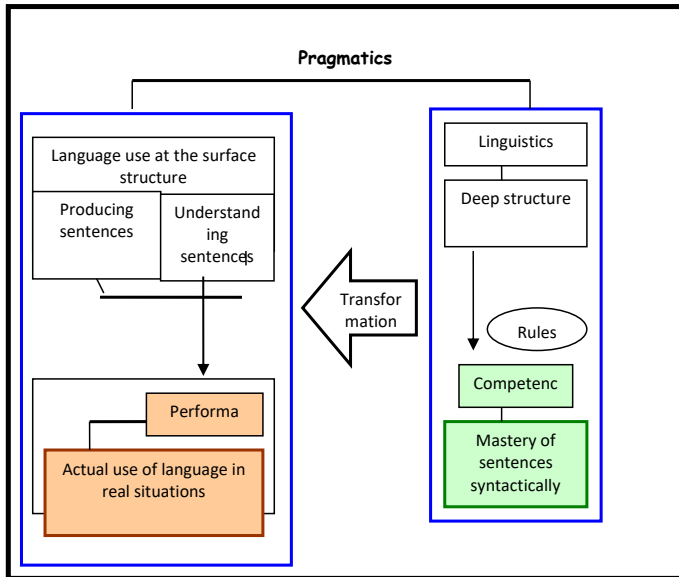 Pragmatics
Language use at the surface
structure
Producing
sentences
Understand
ing
sentences
Performa
Actual use of language in
real situations
Transfor
mation
Linguistics
Deep structure
Rules
Competenc
Mastery of
sentences
syntactically